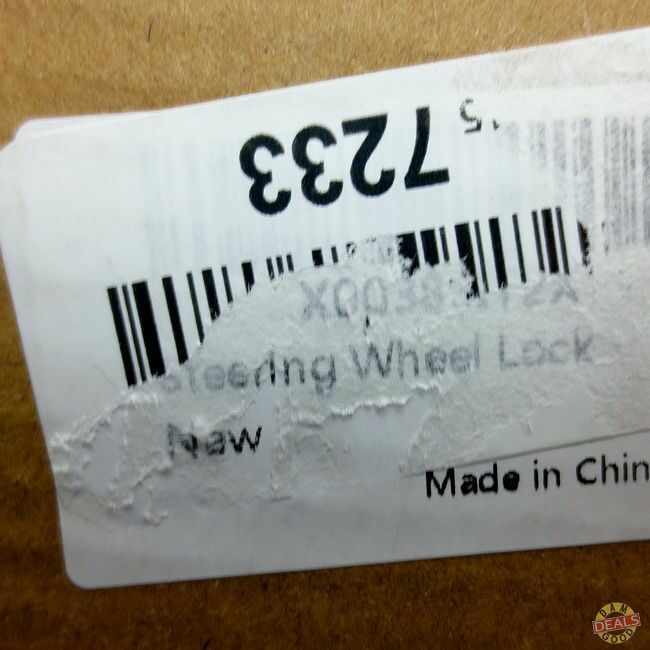 7233
Steering Wheel Lock
New
Made in Chin
DAM
DEALS
GOOD